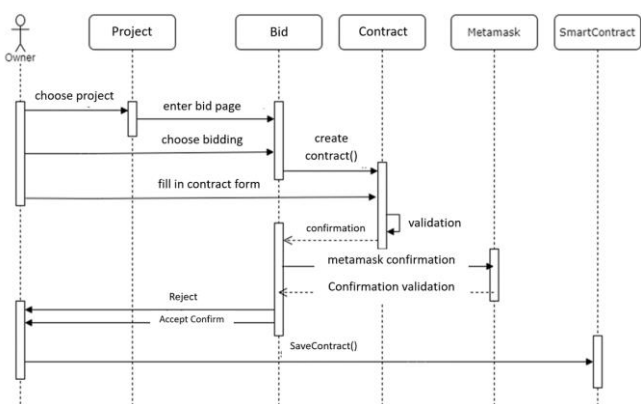 Project
Bid
Contract
Metamask
SmartContract
Owner
choose project
enter bid page
choose bidding
create
contract()
fill in contract form
validation
confirmation
metamask confirmation
Confirmation validation
Reject
Accept Confirm
SaveContract()